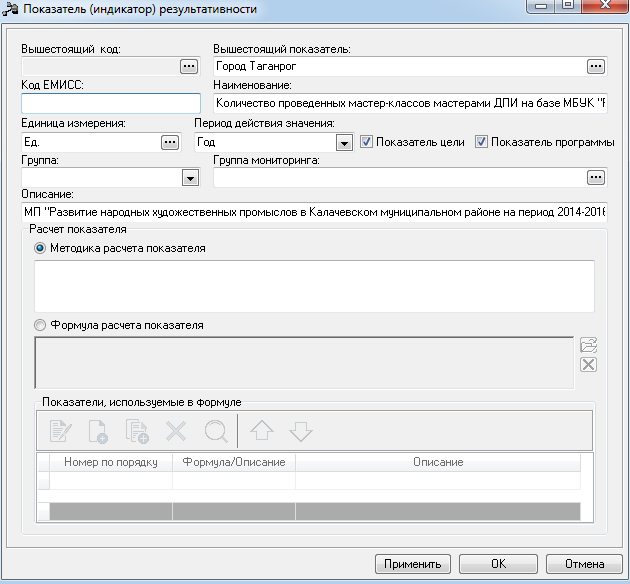 Показатель (индикатор) результативности
Вышестоящий код: Вышестоящий показатель:
Город Таганрог
Код ЕМИСС: Наименование:
Количество проведенных мастер-классов мастерами ДПИ на базе МБУК
Единица измерения: Период действия значения:
Ед. Год Показатель цели Показатель программы
Группа: Группа мониторинга:
Описание:
МП "Развитие народных художественных промыслов в Калачевском муниципальном районе на период 2014-2016
Расчет показателя
Методика расчета показателя
Формула расчета показателя
Показатели, используемые в формуле
Номер по порядку Формула/Описание Описание
Применить ОК Отмена